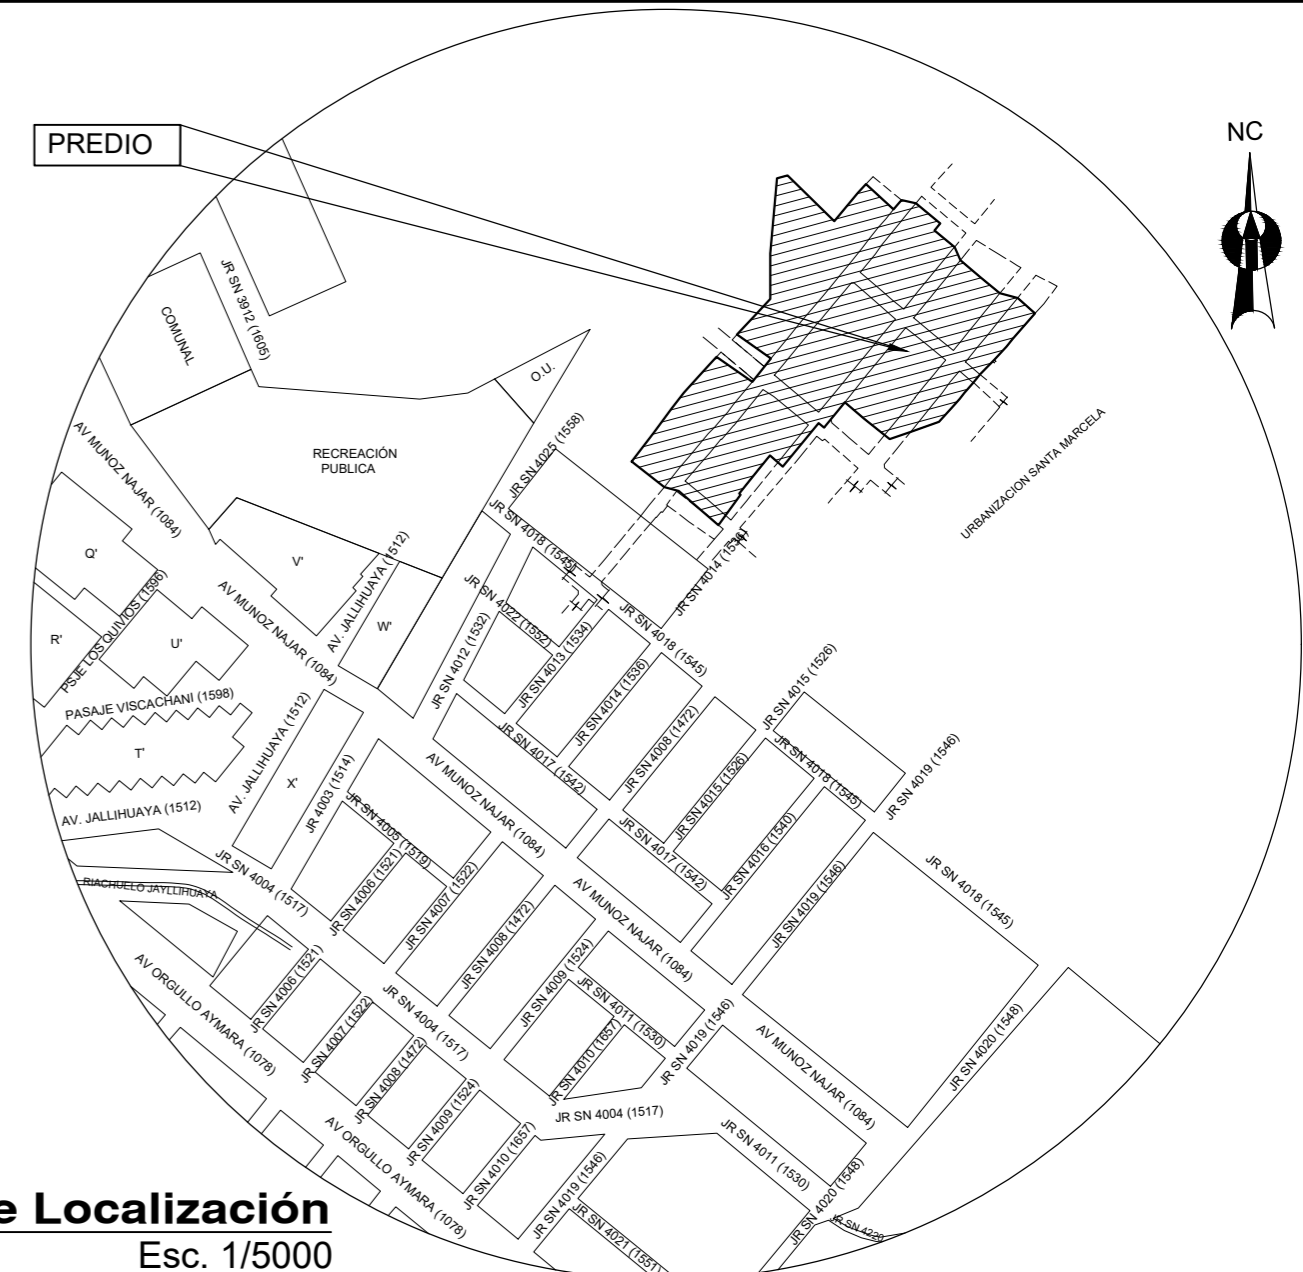 PREDIO
NC
JR SN 3912 (1605)
COMUNAL
O.U.
AV MUNOZ NAJAR (1084)
RECREACIÓN
PUBLICA
JR SN 4025 (1558)
URBANIZACION SANTA MARCELA
JR SN 4018 (1545)
AV. JALLIHUAYA (1512)
JR SN 4014 (1536)
Q'
V'
PSJE LOS QUIVIOS (1596)
AV MUNOZ NAJAR (1084)
JR SN 4022 (1552)
R'
U'
W'
JR SN 4012 (1532)
JR SN 4013 (1534)
JR SN 4018 (1545)
JR SN 4014 (1536)
JR SN 4015 (1526)
PASAJE VISCACHANI (1598)
AV. JALLIHUAYA (1512)
JR SN 4017 (1542)
JR SN 4008 (1472)
JR SN 4018 (1545)
JR SN 4019 (1546)
T'
X'
JR 4003 (1514)
AV MUNOZ NAJAR (1084)
JR SN 4015 (1526)
AV. JALLIHUAYA (1512)
JR SN 4005 (1519)
JR SN 4017 (1542)
JR SN 4016 (1540)
JR SN 4004 (1517)
JR SN 4006 (1521)
JR SN 4007 (1522)
JR SN 4018 (1545)
RIACHUELO JAYLLIHUAYA
JR SN 4008 (1472)
AV MUNOZ NAJAR (1084)
JR SN 4019 (1546)
AV ORGULLO AYMARA (1078)
JR SN 4006 (1521)
JR SN 4009 (1524)
JR SN 4004 (1517)
JR SN 4011 (1530)
JR SN 4007 (1522)
JR SN 4019 (1546)
JR SN 4020 (1548)
JR SN 4008 (1472)
JR SN 4010 (1657)
AV MUNOZ NAJAR (1084)
JR SN 4009 (1524)
JR SN 4004 (1517)
AV ORGULLO AYMARA (1078)
JR SN 4010 (1657)
JR SN 4011 (1530)
JR SN 4019 (1546)
JR SN 4020 (1548)
JR SN 4021 (1551)
JR SN 4220
e Localización
Esc. 1/5000